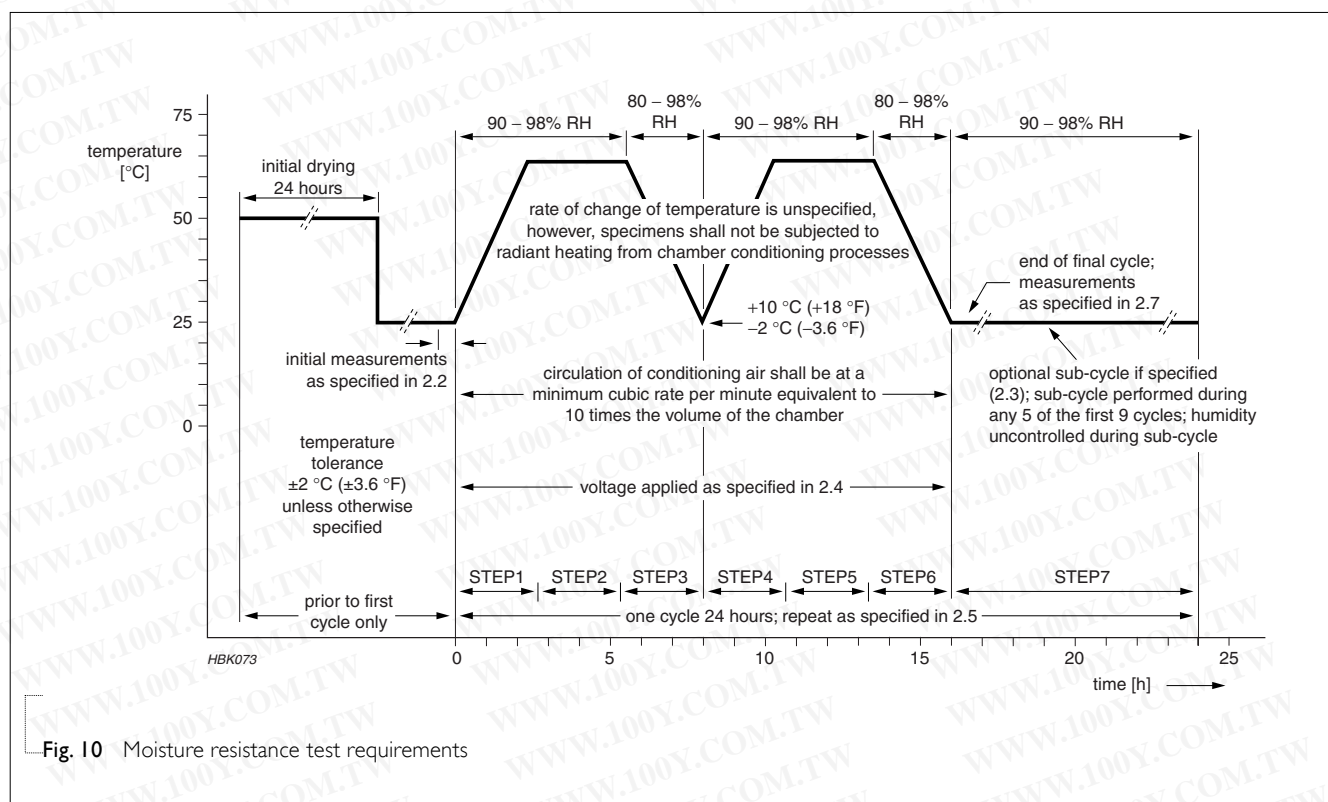 WWW.100Y.COM.TW
75
temperature
[°C]
50
25
0
initial drying
24 hours
90 – 98% RH
80 – 98%
RH
90 – 98% RH
80 – 98%
RH
90 – 98% RH
rate of change of temperature is unspecified,
however, specimens shall not be subjected to
radiant heating from chamber conditioning processes
+10 °C (+18 °F)
–2 °C (–3.6 °F)
end of final cycle;
measurements
as specified in 2.7
initial measurements
as specified in 2.2
circulation of conditioning air shall be at a
minimum cubic rate per minute equivalent to
10 times the volume of the chamber
optional sub-cycle if specified
(2.3); sub-cycle performed during
any 5 of the first 9 cycles; humidity
uncontrolled during sub-cycle
temperature
tolerance
±2 °C (±3.6 °F)
unless otherwise
specified
voltage applied as specified in 2.4
STEP1
STEP2
STEP3
STEP4
STEP5
STEP6
STEP7
prior to first
cycle only
one cycle 24 hours; repeat as specified in 2.5
HBK073
0
5
10
15
20
25
time [h]
Fig. 10 Moisture resistance test requirements